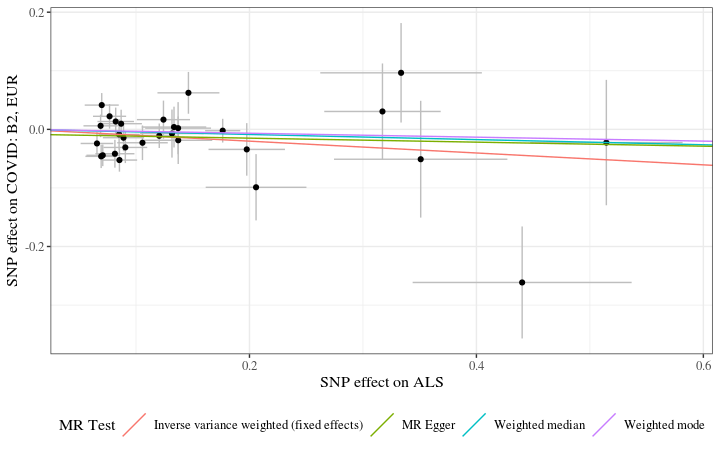 SNP effect on COVID: B2, EUR
0.2
0.0
-0.2
0.2
0.4
0.6
SNP effect on ALS
MR Test
Inverse variance weighted (fixed effects)
MR Egger
Weighted median
Weighted mode